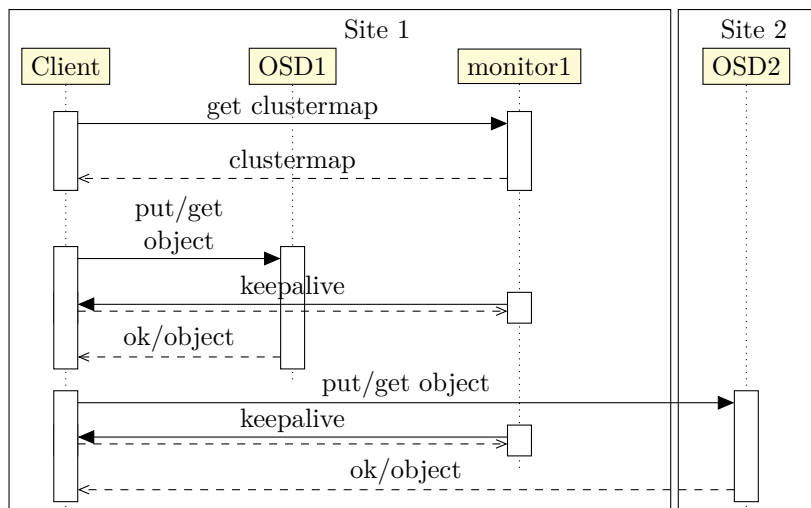 Site 1
Site 2
Client
OSD1
monitor1
OSD2
get clustermap
clustermap
put/get
object
keepalive
ok/object
put/get object
keepalive
ok/object